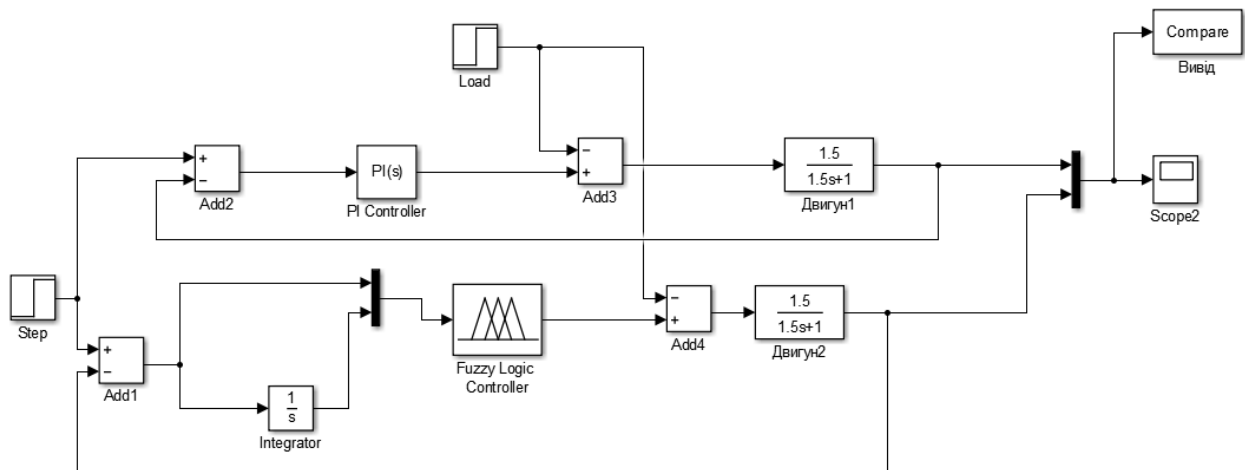 Compare
Вивід
Load
+
−
Add2
PI(s)
PI Controller
−
+
Add3
1.5
1.5s+1
Двигун1
Scope2
Step
+
−
Add1
1
s
Integrator
Fuzzy Logic
Controller
−
+
Add4
1.5
1.5s+1
Двигун2